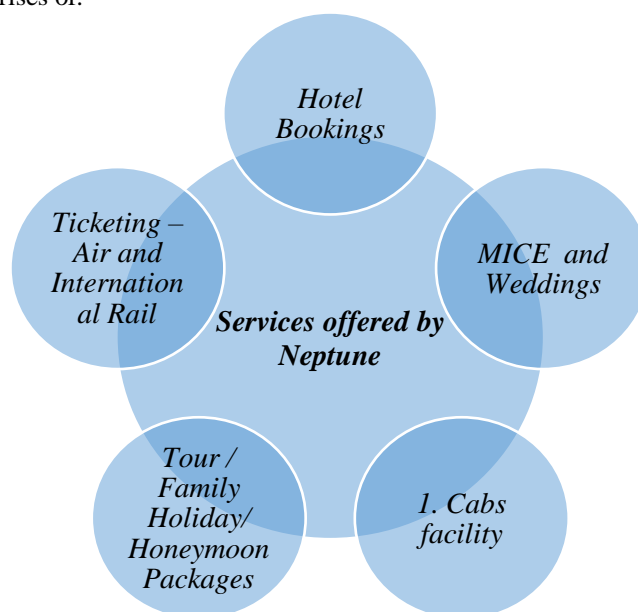 rises of:
Hotel
Bookings
Ticketing –
Air and
Internation
al Rail
MICE and
Weddings
Services offered by
Neptune
Tour /
Family
Holiday/
Honeymoon
Packages
1. Cabs
facility